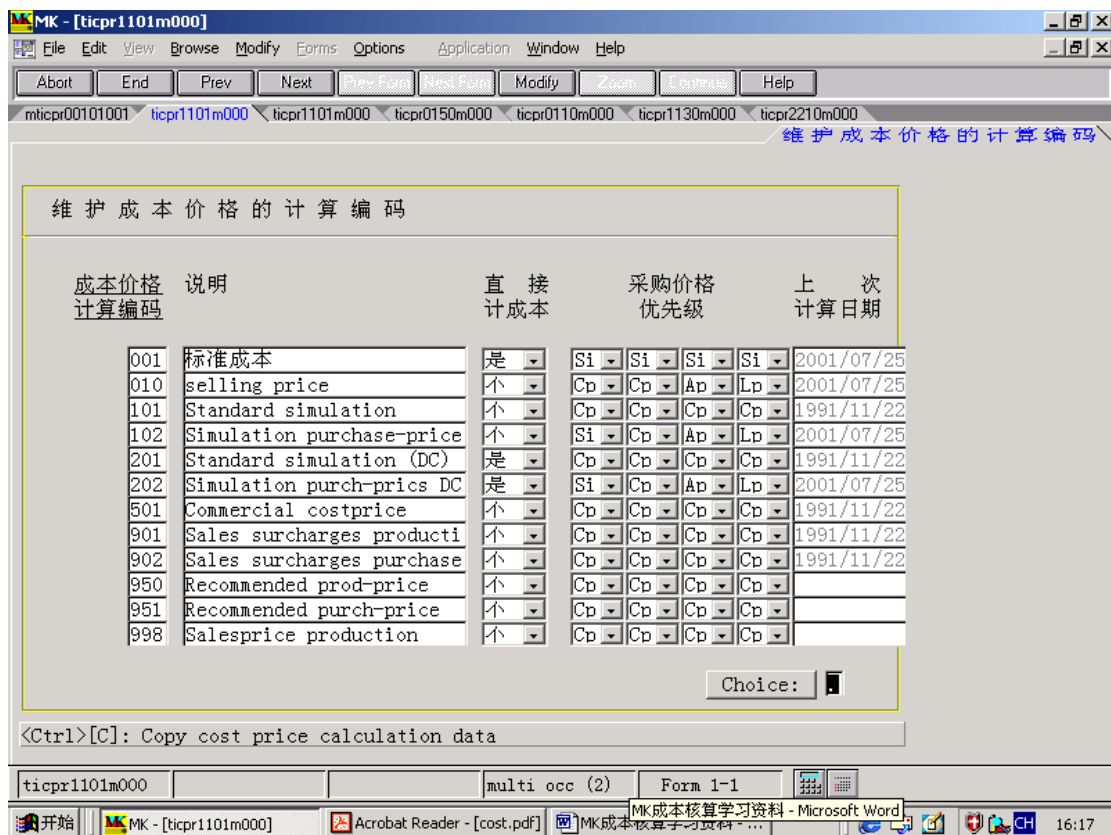 MK - [ticpr1101m000]
File Edit View Browse Modify Forms Options Application Window Help
Abort End Prev Next Prev Form Next Form Modify Zoom Continue Help
mticpr00101001 ticpr1101m000 ticpr1101m000 ticpr0150m000 ticpr0110m000 ticpr1130m000 ticpr2210m000
维护成本价格的计算编码
维护成本价格的计算编码
成本价格 说明 直 接 采购价格 上 次
计算编码 计成本 优先级 计算日期
001 标准成本 是 Si Si Si Si 2001/07/25
010 selling price 不 Cp Cp Ap Lp 2001/07/25
101 Standard simulation 不 Cp Cp Cp Cp 1991/11/22
102 Simulation purchase-price 不 Si Cp Ap Lp 2001/07/25
201 Standard simulation (DC) 是 Cp Cp Cp Cp 1991/11/22
202 Simulation purch-prics DC 是 Si Cp Ap Lp 2001/07/25
501 Commercial costprice 不 Cp Cp Cp Cp 1991/11/22
901 Sales surcharges producti 不 Cp Cp Cp Cp 1991/11/22
902 Sales surcharges purchase 不 Cp Cp Cp Cp 1991/11/22
950 Recommended prod-price 不 Cp Cp Cp Cp
951 Recommended purch-price 不 Cp Cp Cp Cp
998 Salesprice production 不 Cp Cp Cp Cp
Choice: .
<Ctrl>[C]: Copy cost price calculation data
ticpr1101m000 multi occ (2) Form 1-1
MK成本核算学习资料 - Microsoft Word
开始 MK - [ticpr1101m000] Acrobat Reader - [cost.pdf] MK成本核算学习资料 - ... CH 16:17